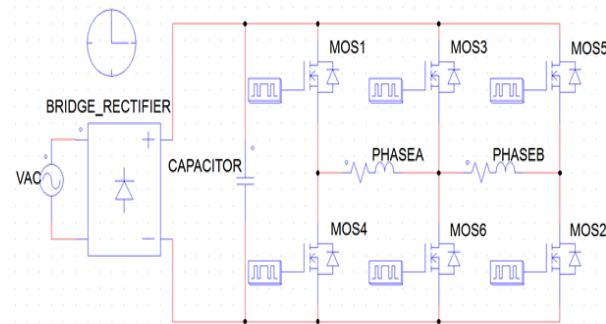 MOS1
MOS3
MOS5
BRIDGE_RECTIFIER
VAC
CAPACITOR
PHASEA
PHASEB
MOS4
MOS6
MOS2